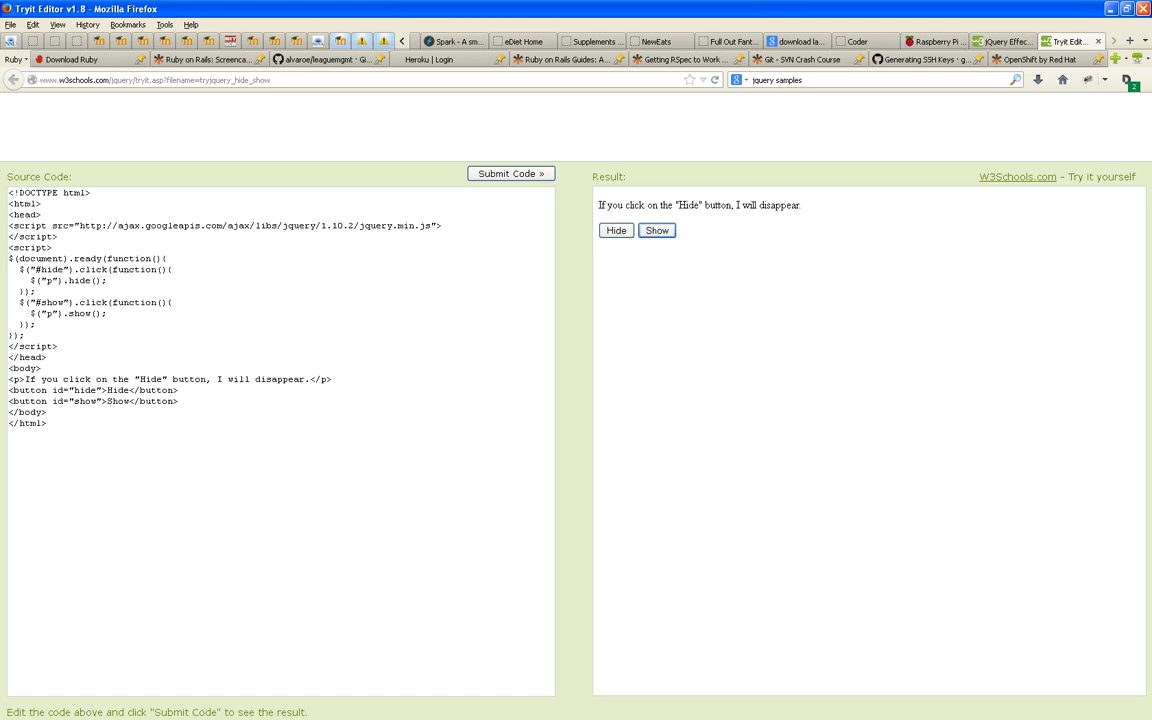 Tryit Editor v1.8 - Mozilla Firefox
File Edit View History Bookmarks Tools Help
Spark - A sm... eDiet Home Supplements ... NewEats Full Out Fant... download la... Coder Raspberry Pi ... jQuery Effec... Tryit Edit...
Ruby Download Ruby Ruby on Rails: Screenca... alvaroe/leaguemgmt · Gi... Heroku | Login Ruby on Rails Guides: A... Getting RSpec to Work ... Git - SVN Crash Course Generating SSH Keys · g... OpenShift by Red Hat
www.w3schools.com/jquery/tryit.asp?filename=tryjquery_hide_show jquery samples 2
Source Code: Submit Code »
<!DOCTYPE html>
<html>
<head>
<script src="http://ajax.googleapis.com/ajax/libs/jquery/1.10.2/jquery.min.js">
</script>
<script>
$(document).ready(function(){
  $("#hide").click(function(){
    $("p").hide();
  });
  $("#show").click(function(){
    $("p").show();
  });
});
</script>
</head>
<body>
<p>If you click on the "Hide" button, I will disappear.</p>
<button id="hide">Hide</button>
<button id="show">Show</button>
</body>
</html>
Edit the code above and click "Submit Code" to see the result.
Result: W3Schools.com - Try it yourself
If you click on the "Hide" button, I will disappear.
Hide Show